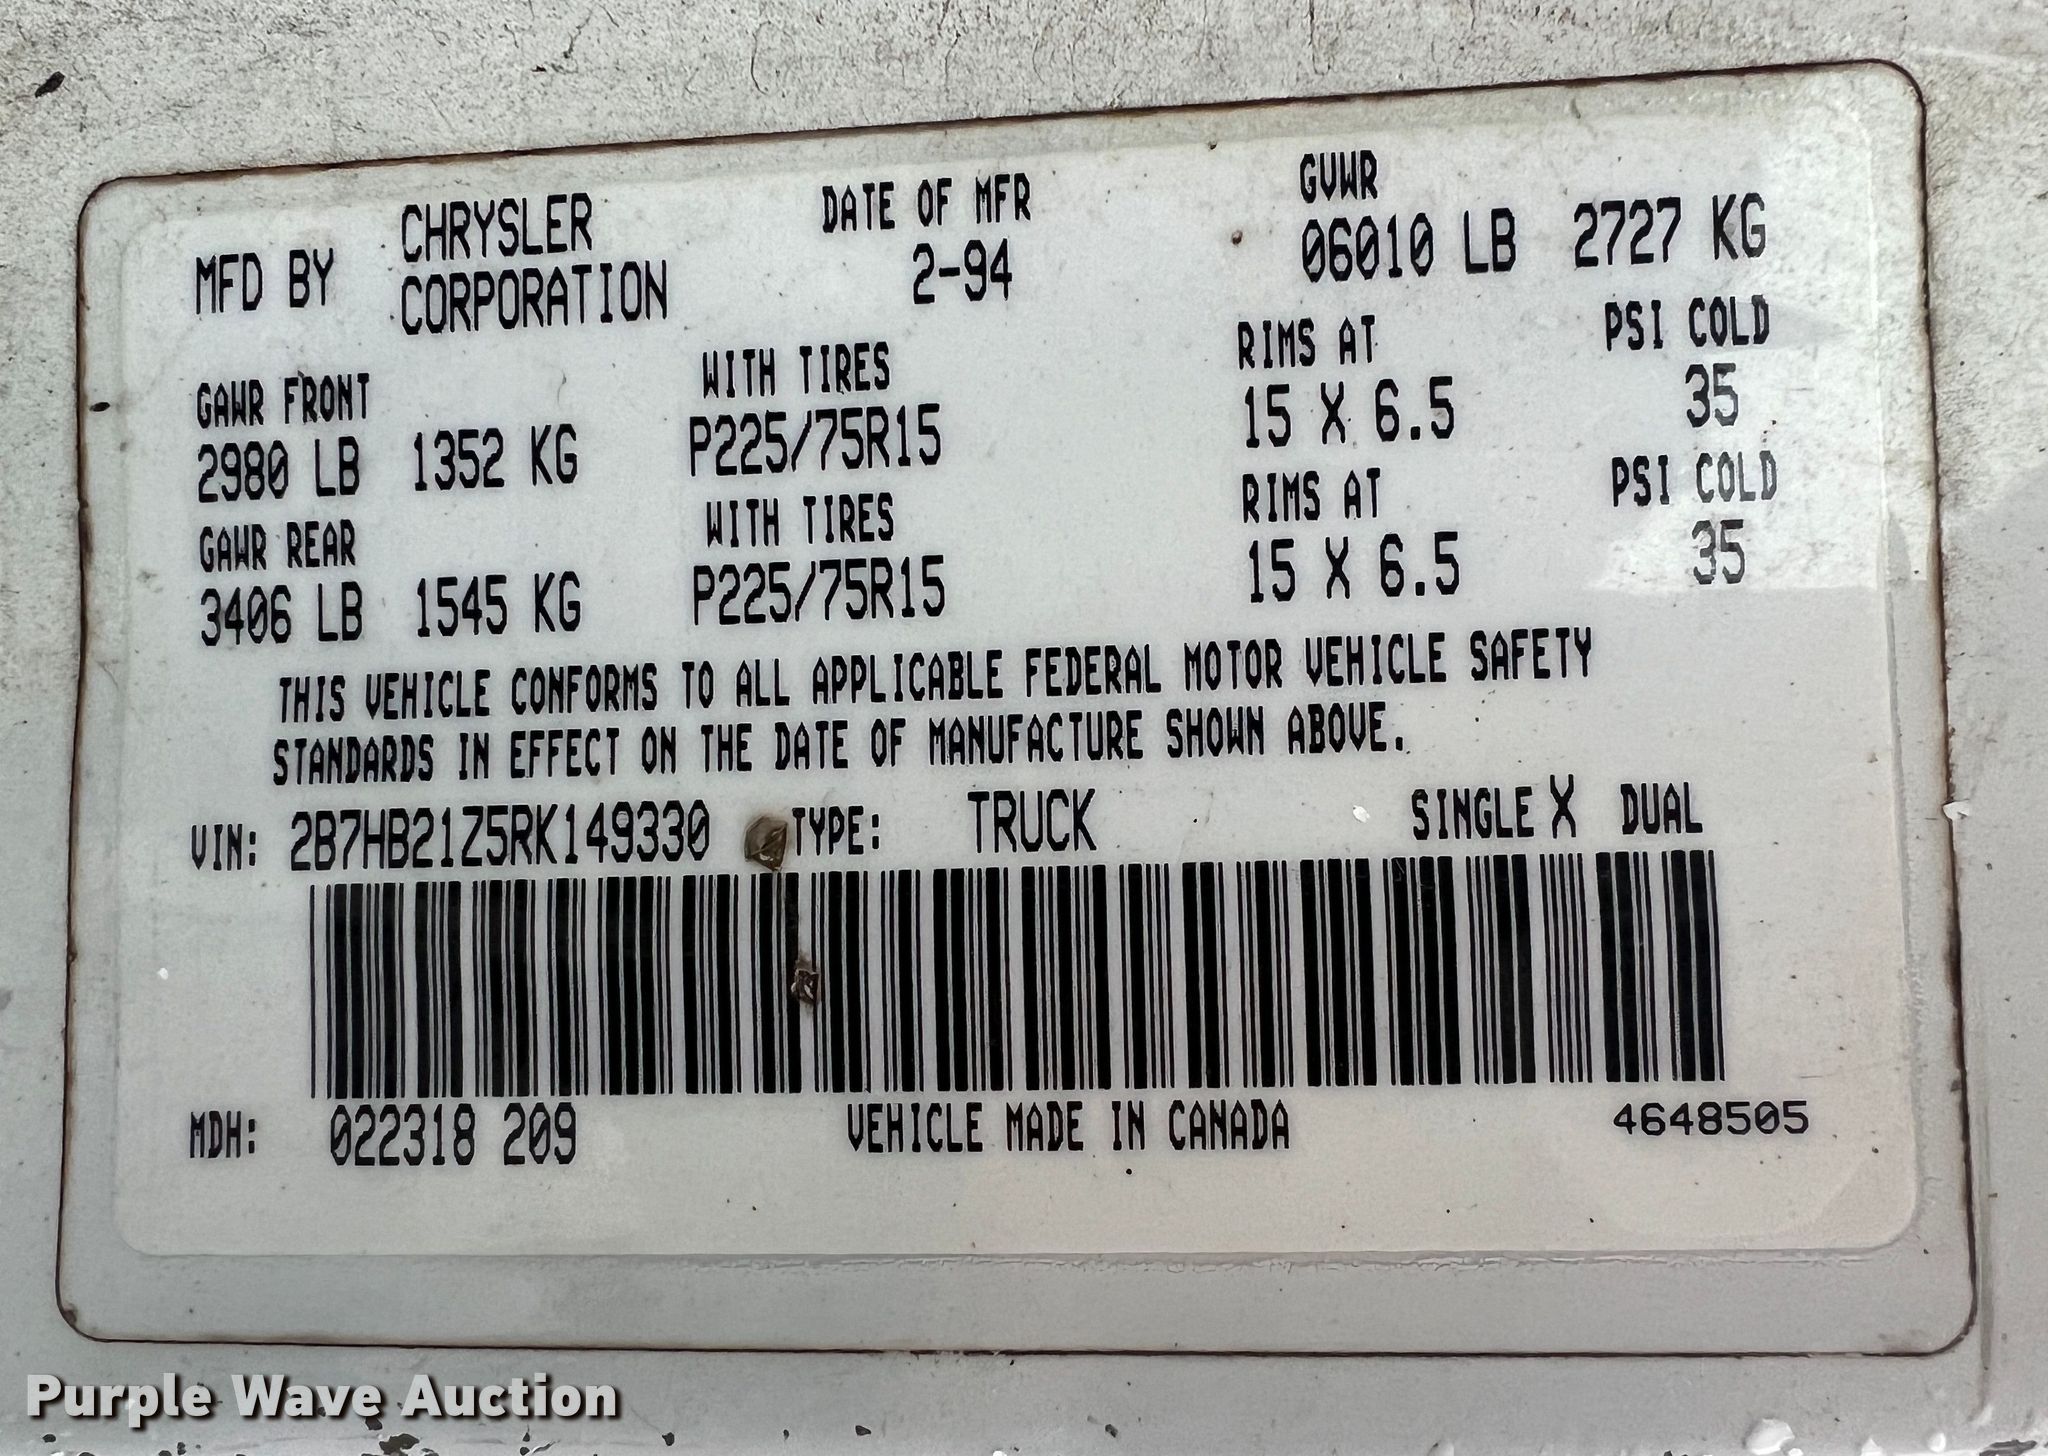 MFD BY CHRYSLER CORPORATION
DATE OF MFR
2-94
GVWR
06010 LB 2727 KG
GAWR FRONT WITH TIRES RIMS AT PSI COLD
2980 LB 1352 KG P225/75R15 15 X 6.5 35
GAWR REAR WITH TIRES RIMS AT PSI COLD
3406 LB 1545 KG P225/75R15 15 X 6.5 35
THIS VEHICLE CONFORMS TO ALL APPLICABLE FEDERAL MOTOR VEHICLE SAFETY
STANDARDS IN EFFECT ON THE DATE OF MANUFACTURE SHOWN ABOVE.
VIN: 2B7HB21Z5RK149330 TYPE: TRUCK SINGLE X DUAL
MDH: 022318 209 VEHICLE MADE IN CANADA 4648505
Purple Wave Auction